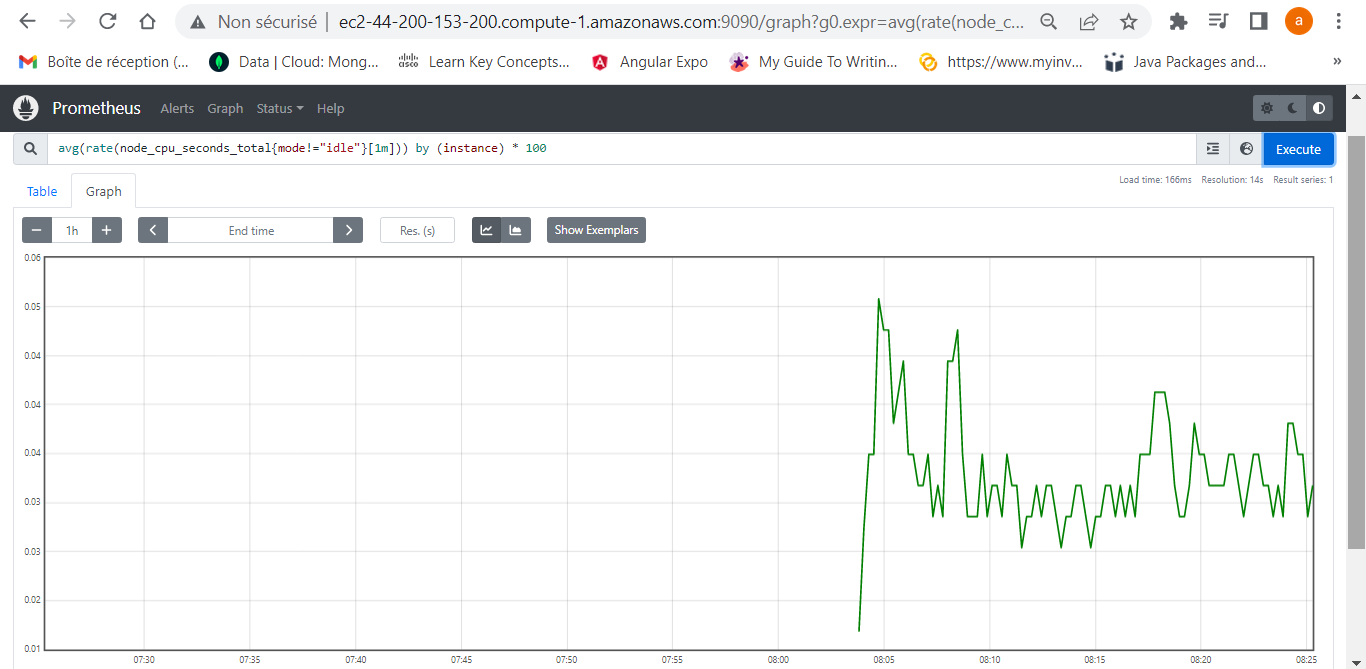 Non sécurisé | ec2-44-200-153-200.compute-1.amazonaws.com:9090/graph?g0.expr=avg(rate(node_c... a
Boîte de réception (... Data | Cloud: Mong... Learn Key Concepts... Angular Expo My Guide To Writin... https://www.myinv... Java Packages and... »
Prometheus Alerts Graph Status Help
avg(rate(node_cpu_seconds_total{mode!="idle"}[1m])) by (instance) * 100 Execute
Load time: 166ms Resolution: 14s Result series: 1
Table Graph
− 1h + End time Res. (s) Show Exemplars
0.06
0.05
0.04
0.04
0.04
0.03
0.03
0.02
0.01
07:30 07:35 07:40 07:45 07:50 07:55 08:00 08:05 08:10 08:15 08:20 08:25